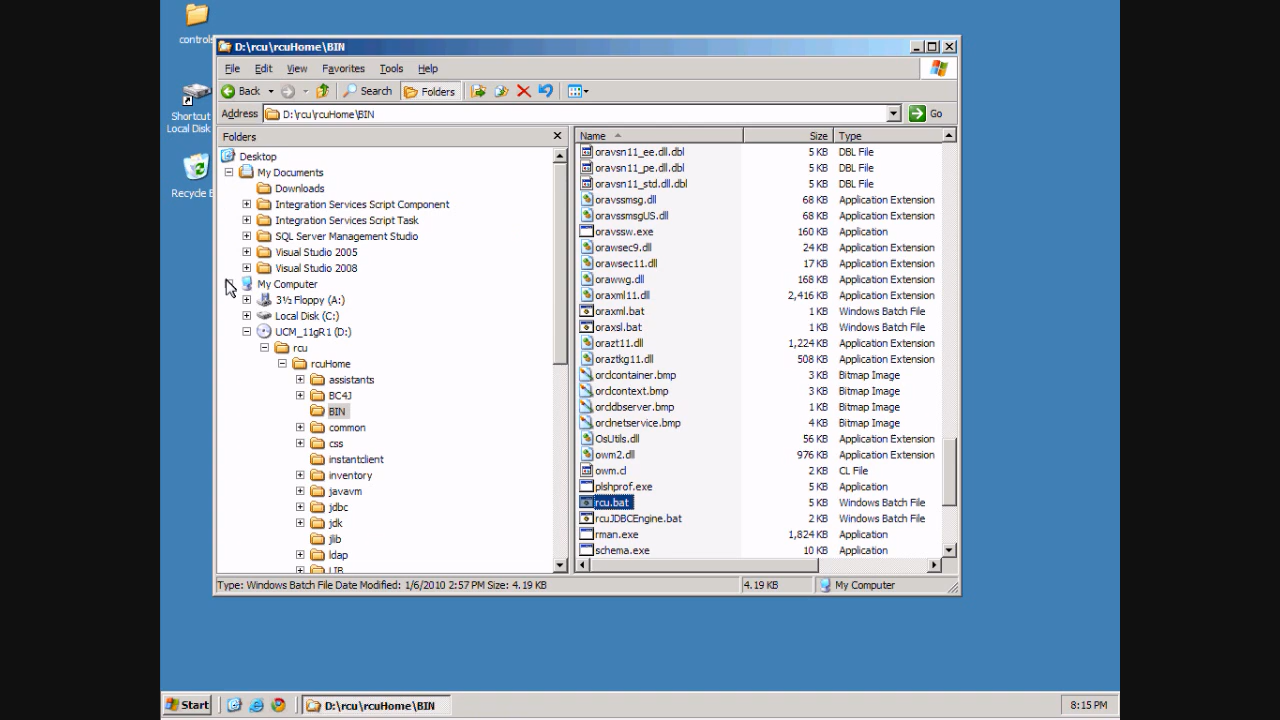 control
Shortcut
Local Disk
Recycle B
D:\rcu\rcuHome\BIN
File Edit View Favorites Tools Help
Back Search Folders
Address D:\rcu\rcuHome\BIN Go
Folders
Desktop
My Documents
Downloads
Integration Services Script Component
Integration Services Script Task
SQL Server Management Studio
Visual Studio 2005
Visual Studio 2008
My Computer
3½ Floppy (A:)
Local Disk (C:)
UCM_11gR1 (D:)
rcu
rcuHome
assistants
BC4J
BIN
common
css
instantclient
inventory
javavm
jdbc
jdk
jlib
ldap
LIB
Name Size Type
oravsn11_ee.dll.dbl 5 KB DBL File
oravsn11_pe.dll.dbl 5 KB DBL File
oravsn11_std.dll.dbl 5 KB DBL File
oravssmsg.dll 68 KB Application Extension
oravssmsgUS.dll 68 KB Application Extension
oravssw.exe 160 KB Application
orawsec9.dll 24 KB Application Extension
orawsec11.dll 17 KB Application Extension
orawwg.dll 168 KB Application Extension
oraxml11.dll 2,416 KB Application Extension
oraxml.bat 1 KB Windows Batch File
oraxsl.bat 1 KB Windows Batch File
orazt11.dll 1,224 KB Application Extension
oraztkg11.dll 508 KB Application Extension
orclcontainer.bmp 3 KB Bitmap Image
orclcontext.bmp 3 KB Bitmap Image
orcldbserver.bmp 1 KB Bitmap Image
orclnetservice.bmp 4 KB Bitmap Image
OsUtils.dll 56 KB Application Extension
owm2.dll 976 KB Application Extension
owm.cl 2 KB CL File
plshprof.exe 5 KB Application
rcu.bat 5 KB Windows Batch File
rcuJDBCEngine.bat 2 KB Windows Batch File
rman.exe 1,824 KB Application
schema.exe 10 KB Application
Type: Windows Batch File Date Modified: 1/6/2010 2:57 PM Size: 4.19 KB 4.19 KB My Computer
Start D:\rcu\rcuHome\BIN 8:15 PM